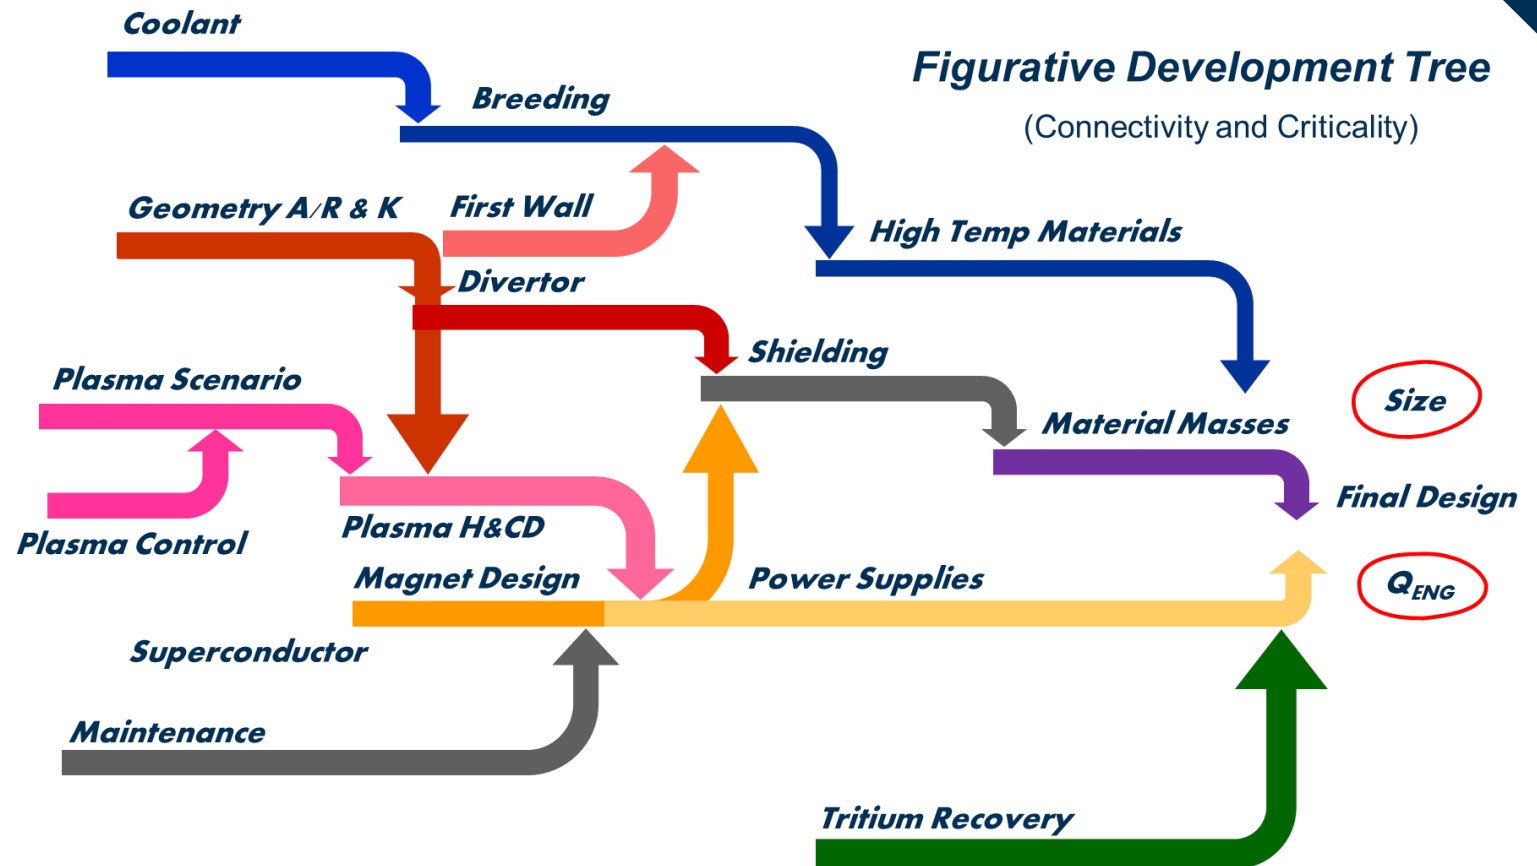 Coolant
Figurative Development Tree
(Connectivity and Criticality)
Breeding
Geometry A/R & K
First Wall
High Temp Materials
Divertor
Shielding
Plasma Scenario
Size
Material Masses
Final Design
Plasma H&CD
Plasma Control
Magnet Design
Power Supplies
QENG
Superconductor
Maintenance
Tritium Recovery